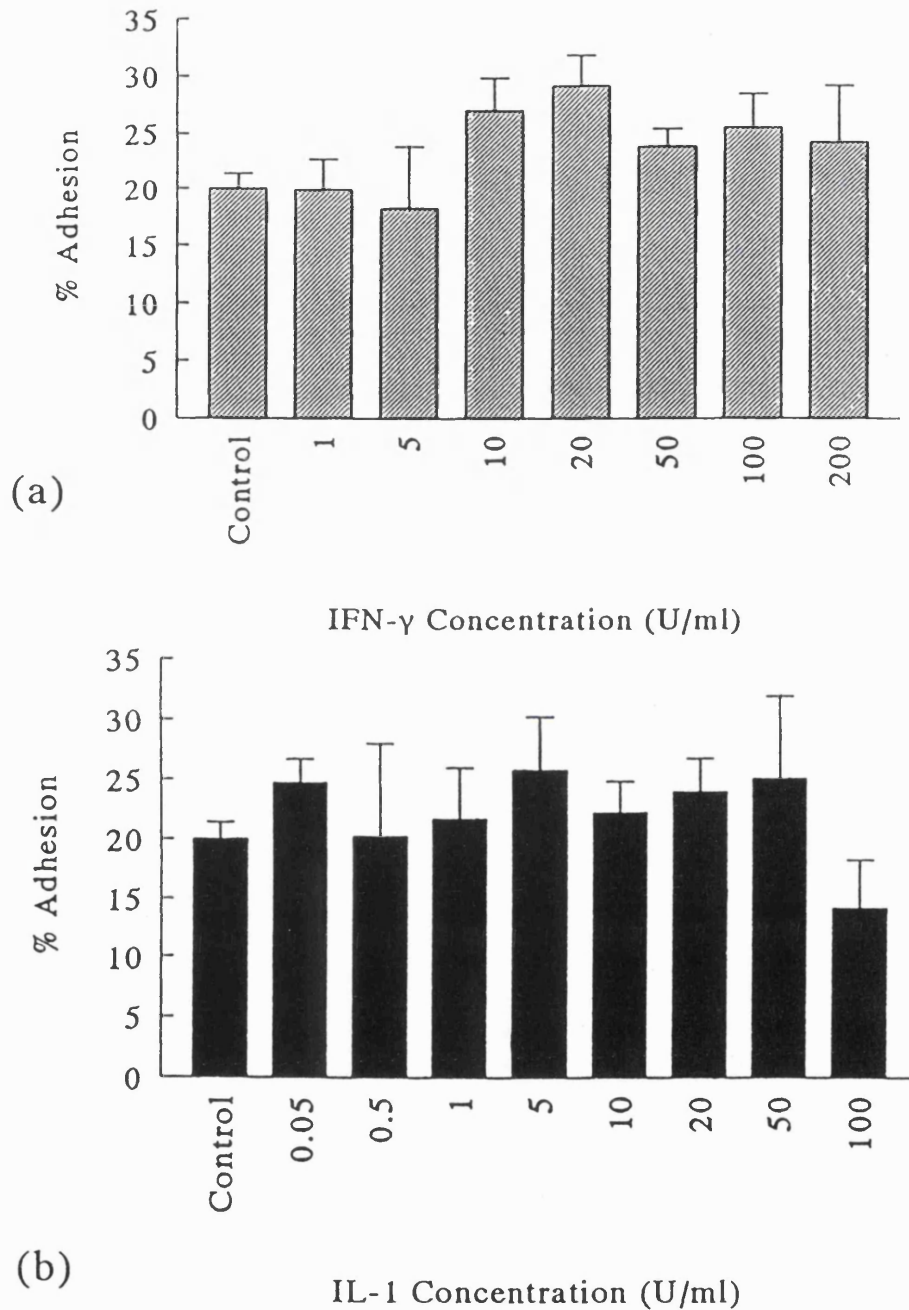 35
30
25
20
15
10
5
0
% Adhesion
Control 1 5 10 20 50 100 200
(a)
IFN-γ Concentration (U/ml)
35
30
25
20
15
10
5
0
% Adhesion
Control 0.05 0.5 1 5 10 20 50 100
(b)
IL-1 Concentration (U/ml)